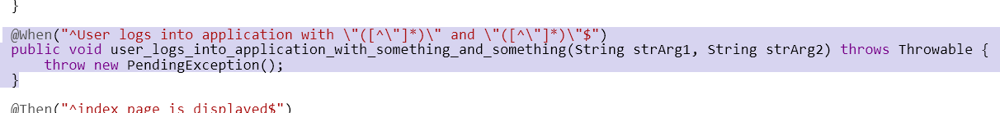 }
@When("^User logs into application with \"([^\"]*)\" and \"([^\"]*)\"$")
public void user_logs_into_application_with_something_and_something(String strArg1, String strArg2) throws Throwable {
throw new PendingException();
}
@Then("^index page is displayed$")